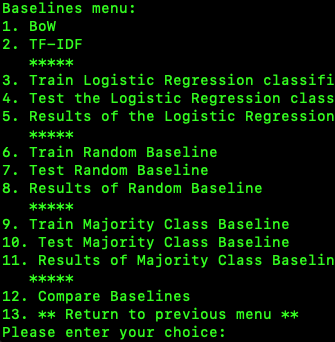 Baselines menu:
1. BoW
2. TF-IDF
*****
3. Train Logistic Regression classifi
4. Test the Logistic Regression class
5. Results of the Logistic Regression
*****
6. Train Random Baseline
7. Test Random Baseline
8. Results of Random Baseline
*****
9. Train Majority Class Baseline
10. Test Majority Class Baseline
11. Results of Majority Class Baselin
*****
12. Compare Baselines
13. ** Return to previous menu **
Please enter your choice: